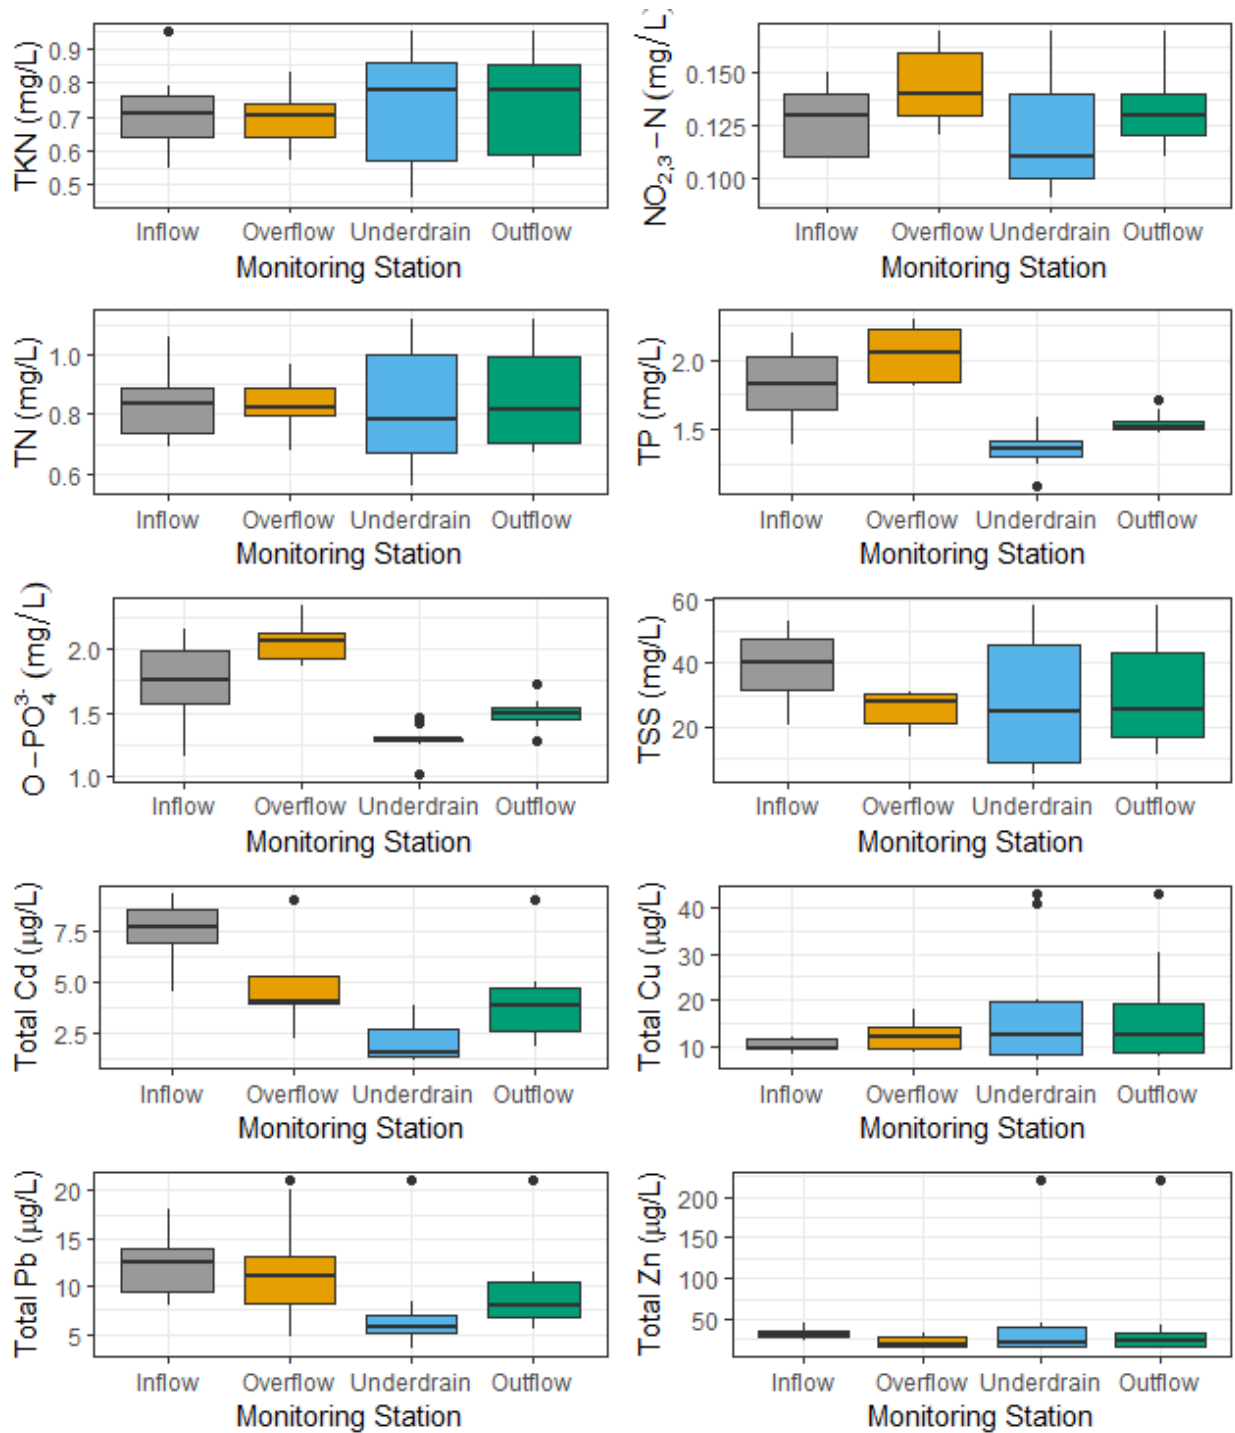 TKN (mg/L)
0.9
0.8
0.7
0.6
0.5
Inflow Overflow Underdrain Outflow
Monitoring Station
NO2,3−N (mg/L)
0.150
0.125
0.100
Inflow Overflow Underdrain Outflow
Monitoring Station
TN (mg/L)
1.0
0.8
0.6
Inflow Overflow Underdrain Outflow
Monitoring Station
TP (mg/L)
2.0
1.5
Inflow Overflow Underdrain Outflow
Monitoring Station
O−PO4 3- (mg/L)
2.0
1.5
1.0
Inflow Overflow Underdrain Outflow
Monitoring Station
TSS (mg/L)
60
40
20
Inflow Overflow Underdrain Outflow
Monitoring Station
Total Cd (µg/L)
7.5
5.0
2.5
Inflow Overflow Underdrain Outflow
Monitoring Station
Total Cu (µg/L)
40
30
20
10
Inflow Overflow Underdrain Outflow
Monitoring Station
Total Pb (µg/L)
20
15
10
5
Inflow Overflow Underdrain Outflow
Monitoring Station
Total Zn (µg/L)
200
150
100
50
Inflow Overflow Underdrain Outflow
Monitoring Station